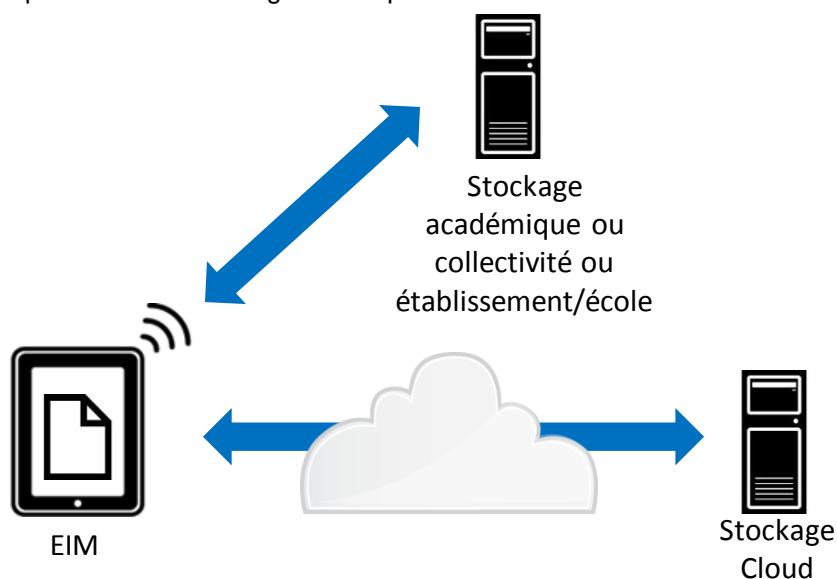 Stockage
académique ou
collectivité ou
établissement/école
EIM
Stockage
Cloud